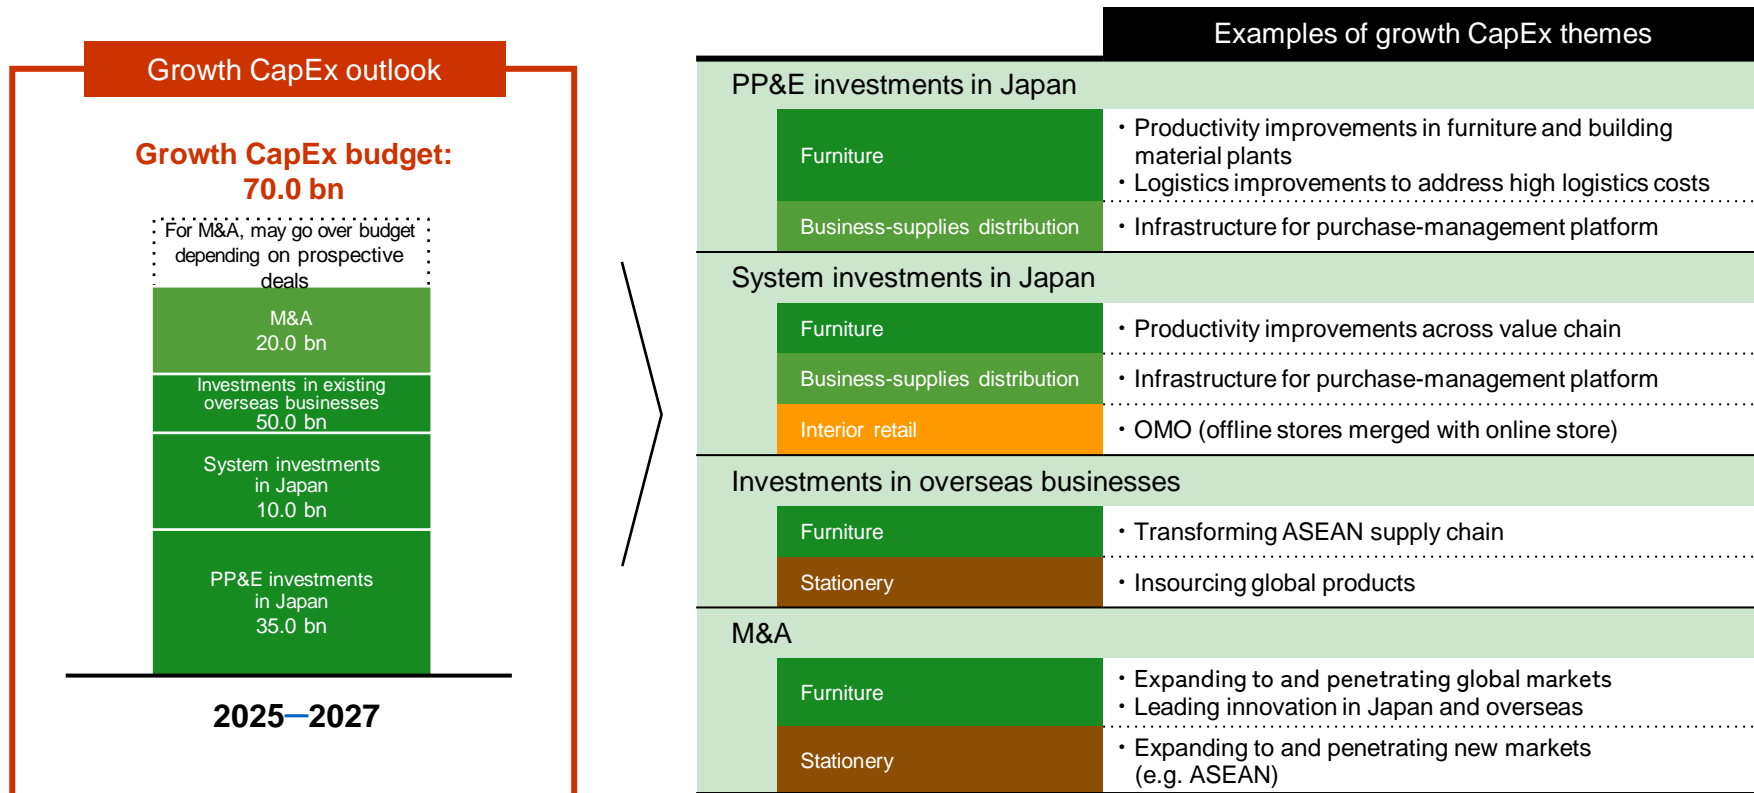 Growth CapEx outlook
Growth CapEx budget:
70.0 bn
For M&A, may go over budget
depending on prospective
deals
M&A
20.0 bn
Investments in existing
overseas businesses
50.0 bn
System investments
in Japan
10.0 bn
PP&E investments
in Japan
35.0 bn
2025—2027
Examples of growth CapEx themes
PP&E investments in Japan
Furniture
・Productivity improvements in furniture and building
material plants
・Logistics improvements to address high logistics costs
Business-supplies distribution
・Infrastructure for purchase-management platform
System investments in Japan
Furniture
・Productivity improvements across value chain
Business-supplies distribution
・Infrastructure for purchase-management platform
Interior retail
・OMO (offline stores merged with online store)
Investments in overseas businesses
Furniture
・Transforming ASEAN supply chain
Stationery
・Insourcing global products
M&A
Furniture
・Expanding to and penetrating global markets
・Leading innovation in Japan and overseas
Stationery
・Expanding to and penetrating new markets
(e.g. ASEAN)